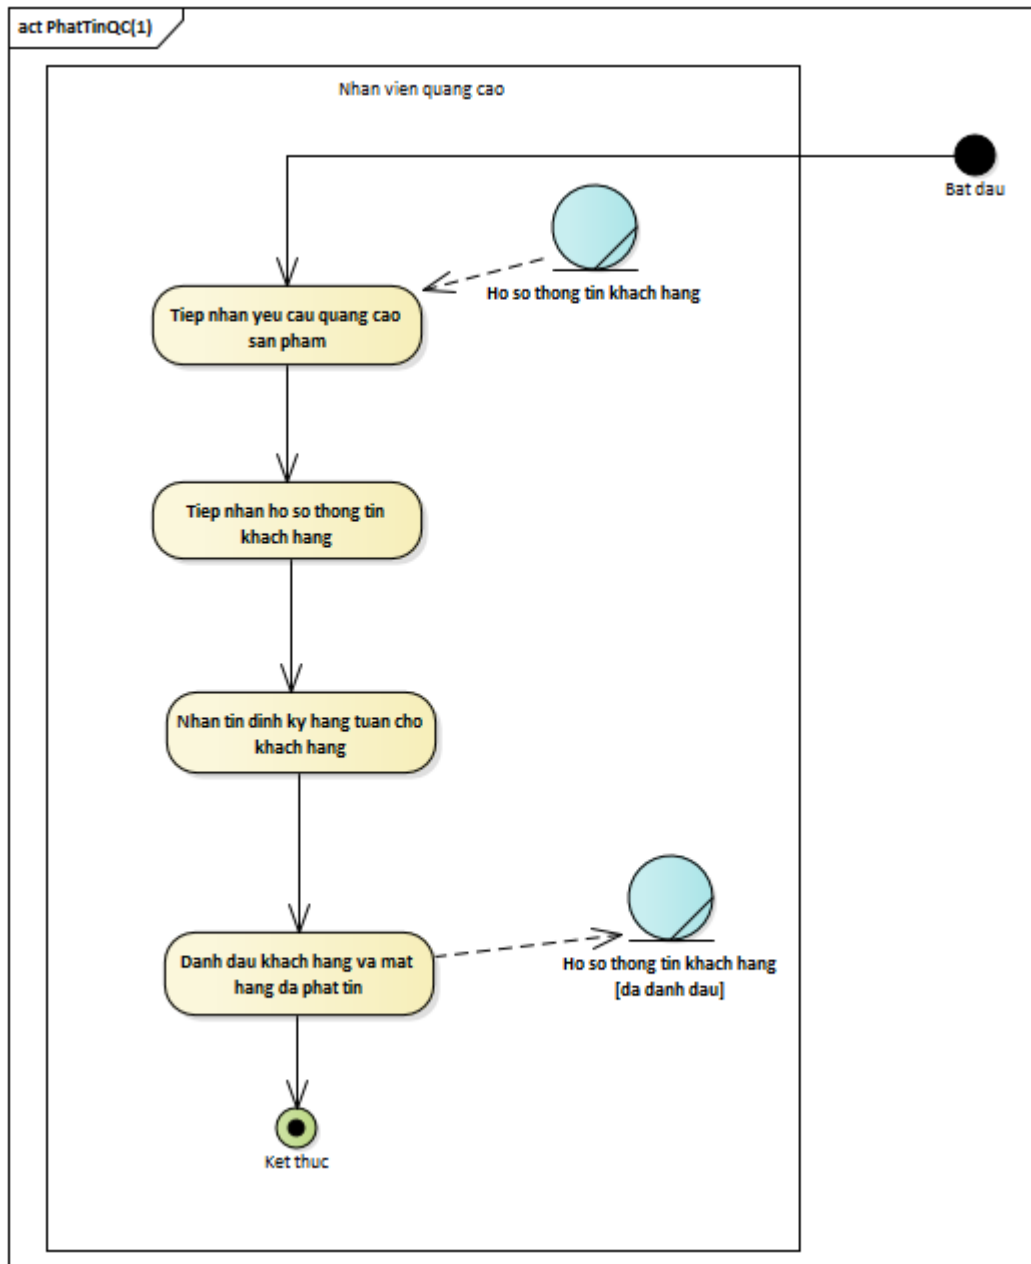 act PhatTinQC(1)
Nhan vien quang cao
Bat dau
Ho so thong tin khach hang
Tiep nhan yeu cau quang cao
san pham
Tiep nhan ho so thong tin
khach hang
Nhan tin dinh ky hang tuan cho
khach hang
Danh dau khach hang va mat
hang da phat tin
Ho so thong tin khach hang
[da danh dau]
Ket thuc